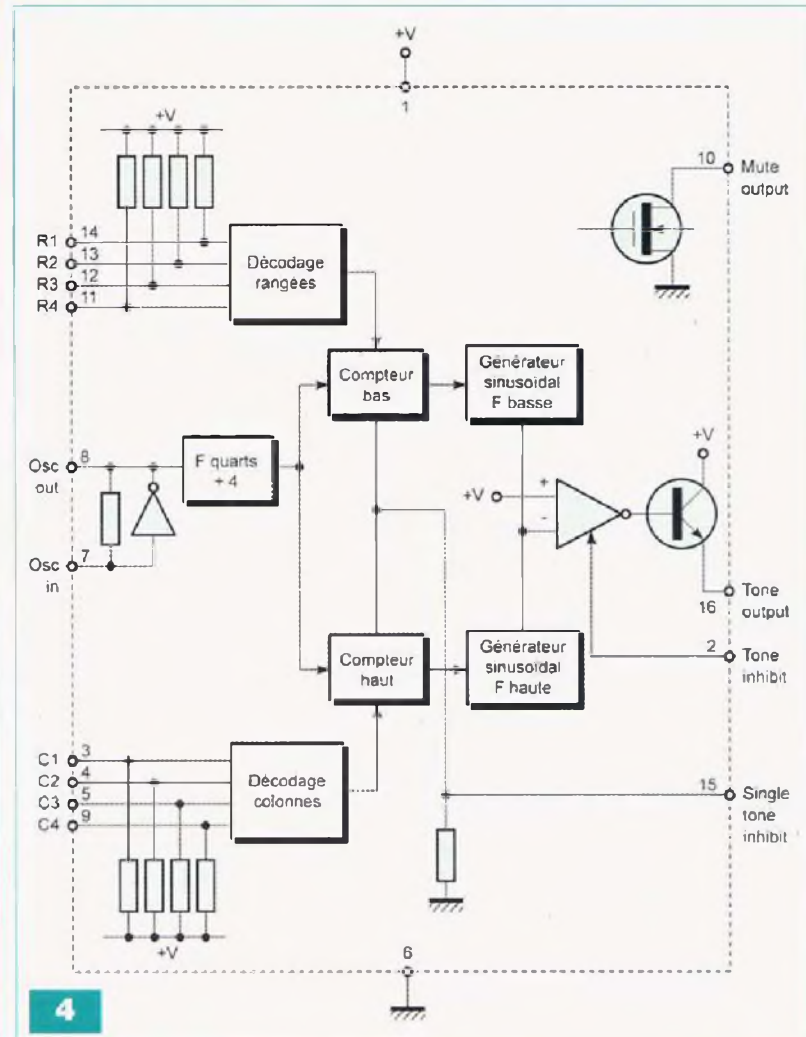 +V
1
+V
10
Mute
output
R1 14
R2 13
R3 12
R4 11
Décodage
rangées
Compteur
bas
Générateur
sinusoïdal
F basse
Osc
out
8
F quarts
+ 4
Osc
in
7
+V
+
-
+V
16
Tone
output
2
Tone
inhibit
Compteur
haut
Générateur
sinusoïdal
F haute
C1 3
C2 4
C3 5
C4 9
Décodage
colonnes
15
Single
tone
inhibit
+V
6
4